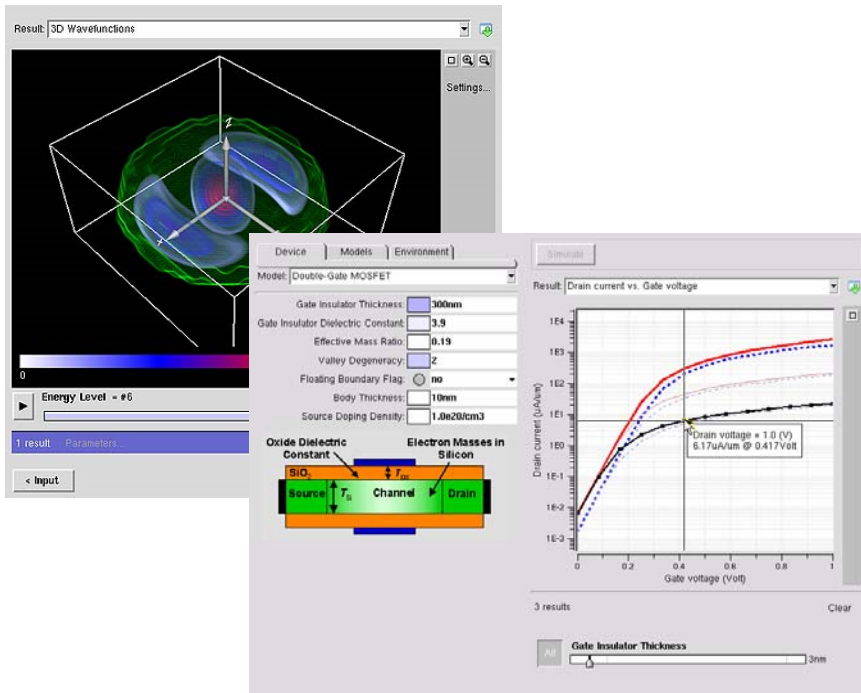 Result: 3D Wavefunctions
Settings...
Z
X
0
Energy Level = #6
1 result Parameters...
< Input
Device Models Environment
Model: Double-Gate MOSFET
Gate Insulator Thickness: 300nm
Gate Insulator Dielectric Constant: 3.9
Effective Mass Ratio: 0.19
Valley Degeneracy: 2
Floating Boundary Flag: no
Body Thickness: 10nm
Source Doping Density: 1.0e20/cm3
Oxide Dielectric Constant
Electron Masses in Silicon
SiO2
Tox
Source TSi Channel Drain
Simulate
Result: Drain current vs. Gate voltage
1E4
1E3
1E2
1E1
1
1E-1
1E-2
1E-3
Drain current (uA/um)
Drain voltage = 1.0 (V)
6.17uA/um @ 0.417Volt
0 0.2 0.4 0.6 0.8 1
Gate voltage (Volt)
3 results Clear
All
Gate Insulator Thickness
3nm